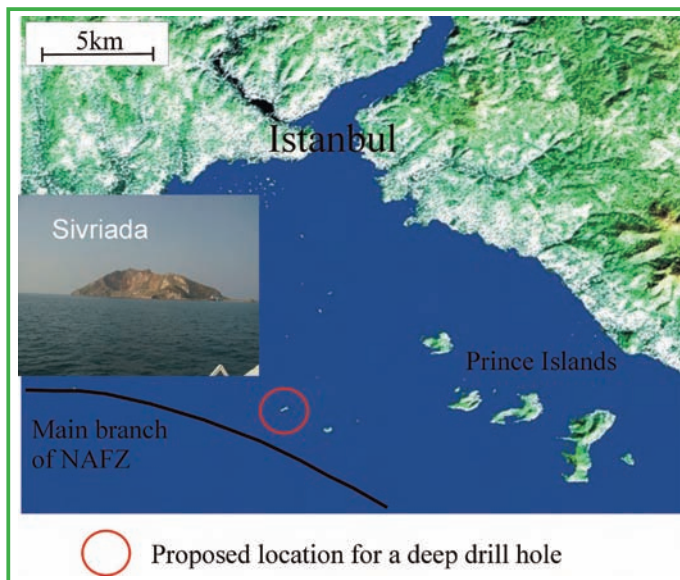 5km
Istanbul
Sivriada
Prince Islands
Main branch
of NAFZ
Proposed location for a deep drill hole